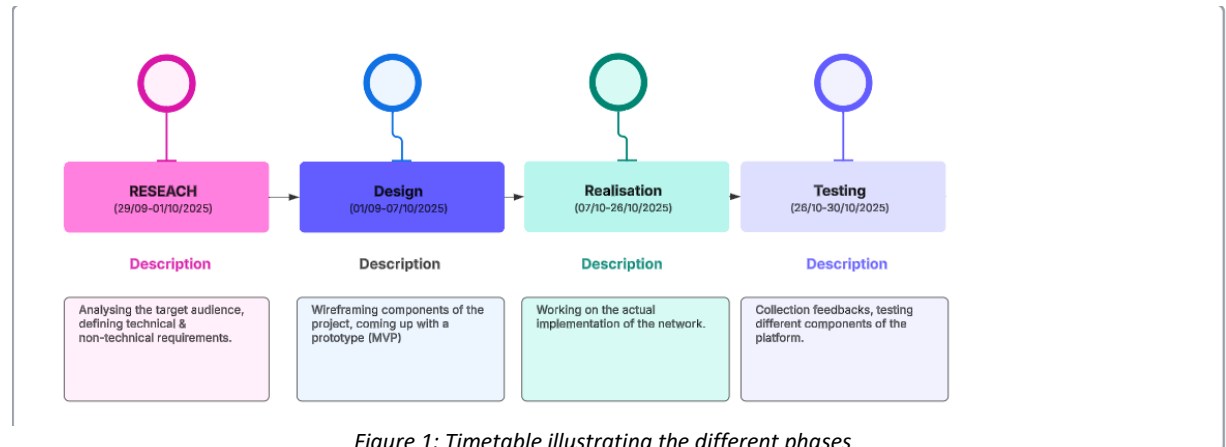 RESEACH
(29/09-01/10/2025)
Design
(01/09-07/10/2025)
Realisation
(07/10-26/10/2025)
Testing
(26/10-30/10/2025)
Description
Description
Description
Description
Analysing the target audience,
defining technical &
non-technical requirements.
Wireframing components of the
project, coming up with a
prototype (MVP)
Working on the actual
implementation of the network.
Collection feedbacks, testing
different components of the
platform.
Figure 1: Timetable illustrating the different phases